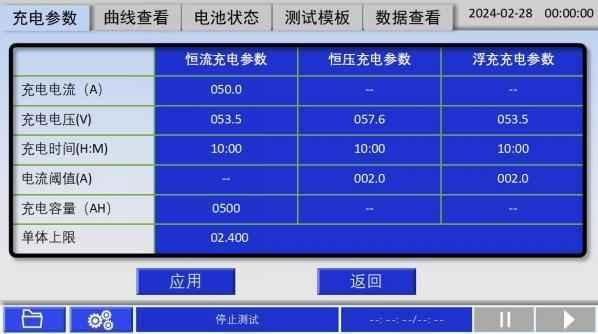 充电参数 曲线查看 电池状态 测试模板 数据查看 2024-02-28 00:00:00
恒流充电参数 恒压充电参数 浮充充电参数
充电电流（A） 050.0 -- --
充电电压(V) 053.5 057.6 053.5
充电时间(H:M) 10:00 10:00 10:00
电流阈值(A) -- 002.0 002.0
充电容量（AH） 0500 -- --
单体上限 02.400
应用 返回
停止测试 --: --: --/--: --